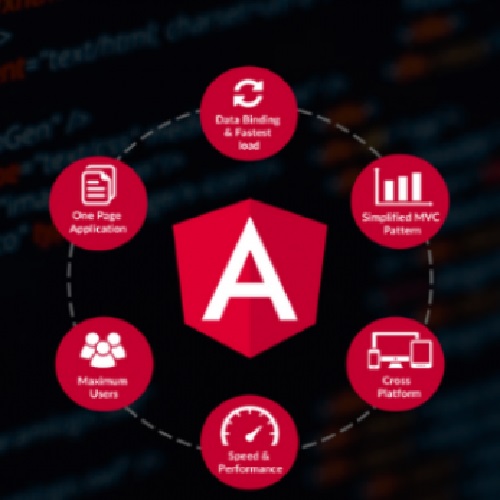 Data Binding
& Fastest
load
One Page
Application
Simplified MVC
Pattern
A
Maximum
Users
Cross
Platform
Speed &
Performance